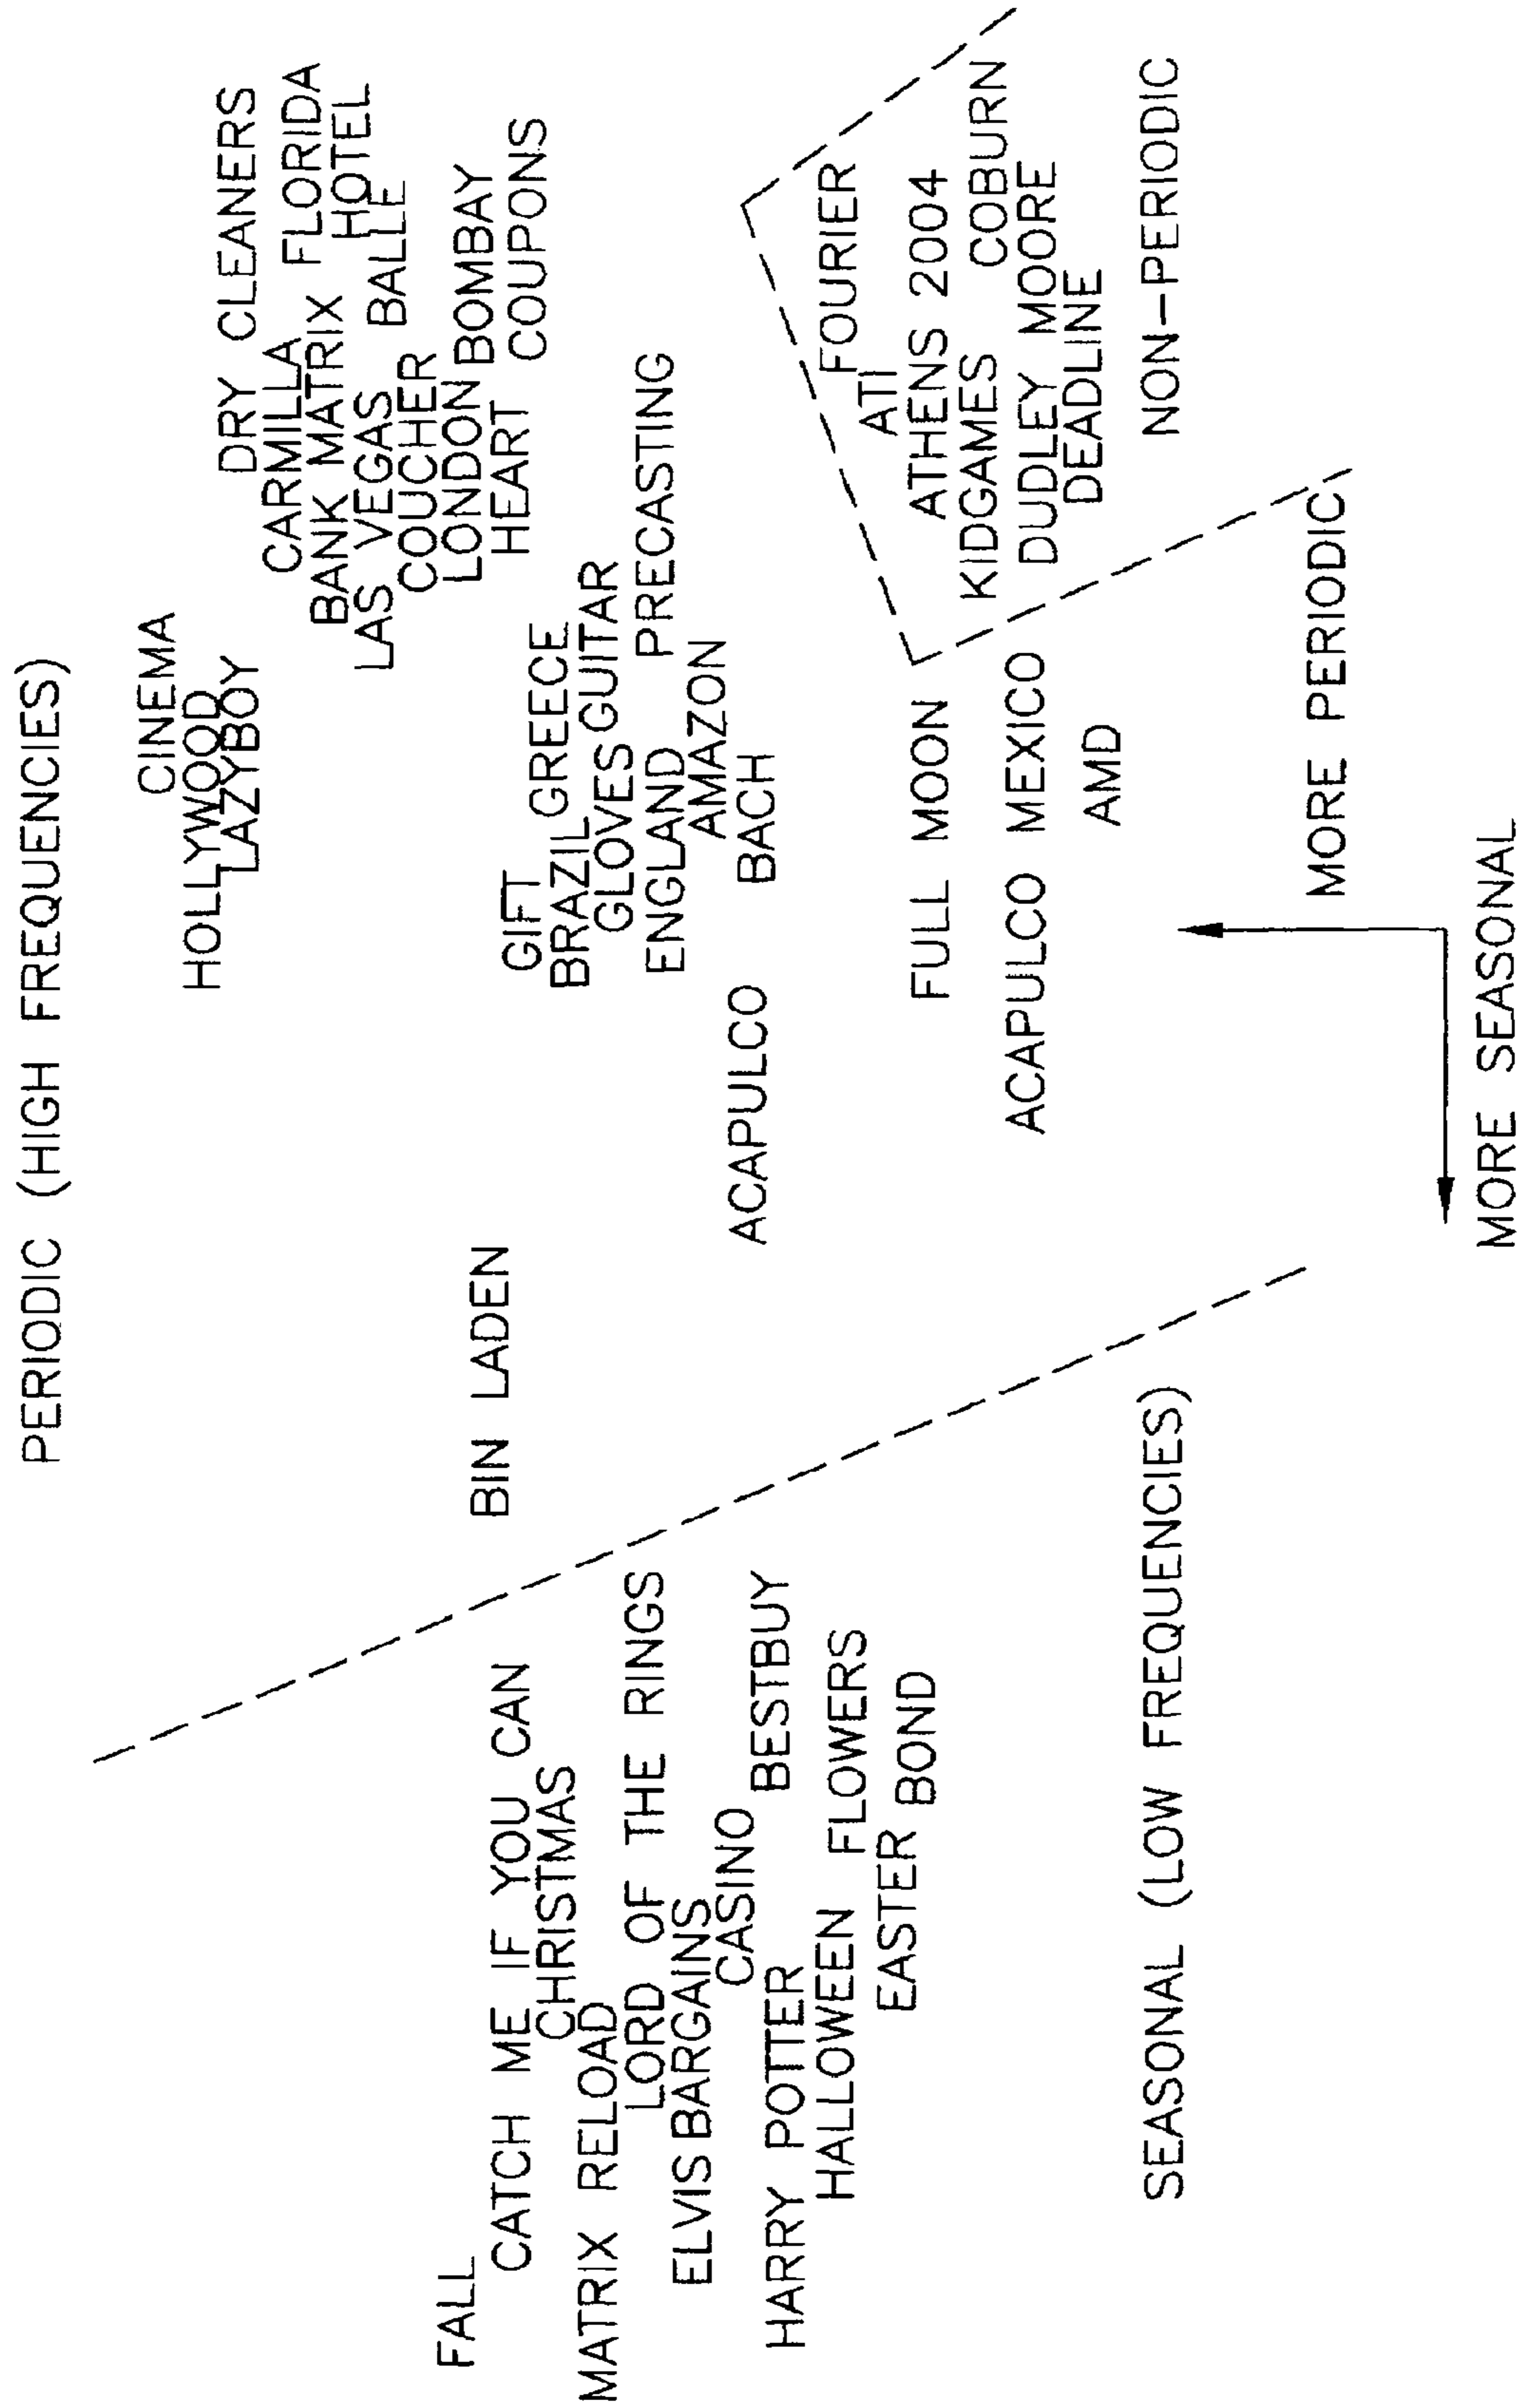 PERIODIC (HIGH FREQUENCIES)
CINEMA
HOLLYWOOD
LAZYBOY
DRY CLEANERS
CARMILLA
FLORIDA
BANK
MATRIX
HOTEL
LAS VEGAS
BALLE
COUCHER
FALL
LONDON
BOMBAY
BIN LADEN
HEART
CATCH ME IF YOU CAN
GIFT
COUPONS
GREECE
CHRISTMAS
BRAZIL
MATRIX RELOAD
GUITAR
GLOVES
LORD OF THE RINGS
PRECASTING
ENGLAND
ELVIS
BARGAINS
AMAZON
CASINO
ACAPULCO
BACH
BESTBUY
HARRY POTTER
HALLOWEEN
FOURIER
FLOWERS
ATI
EASTER
BOND
ATHENS 2004
FULL MOON
KIDGAMES
COBURN
ACAPULCO MEXICO
DUDLEY MOORE
DEADLINE
AMD
SEASONAL (LOW FREQUENCIES)
NON-PERIODIC
MORE PERIODIC
MORE SEASONAL